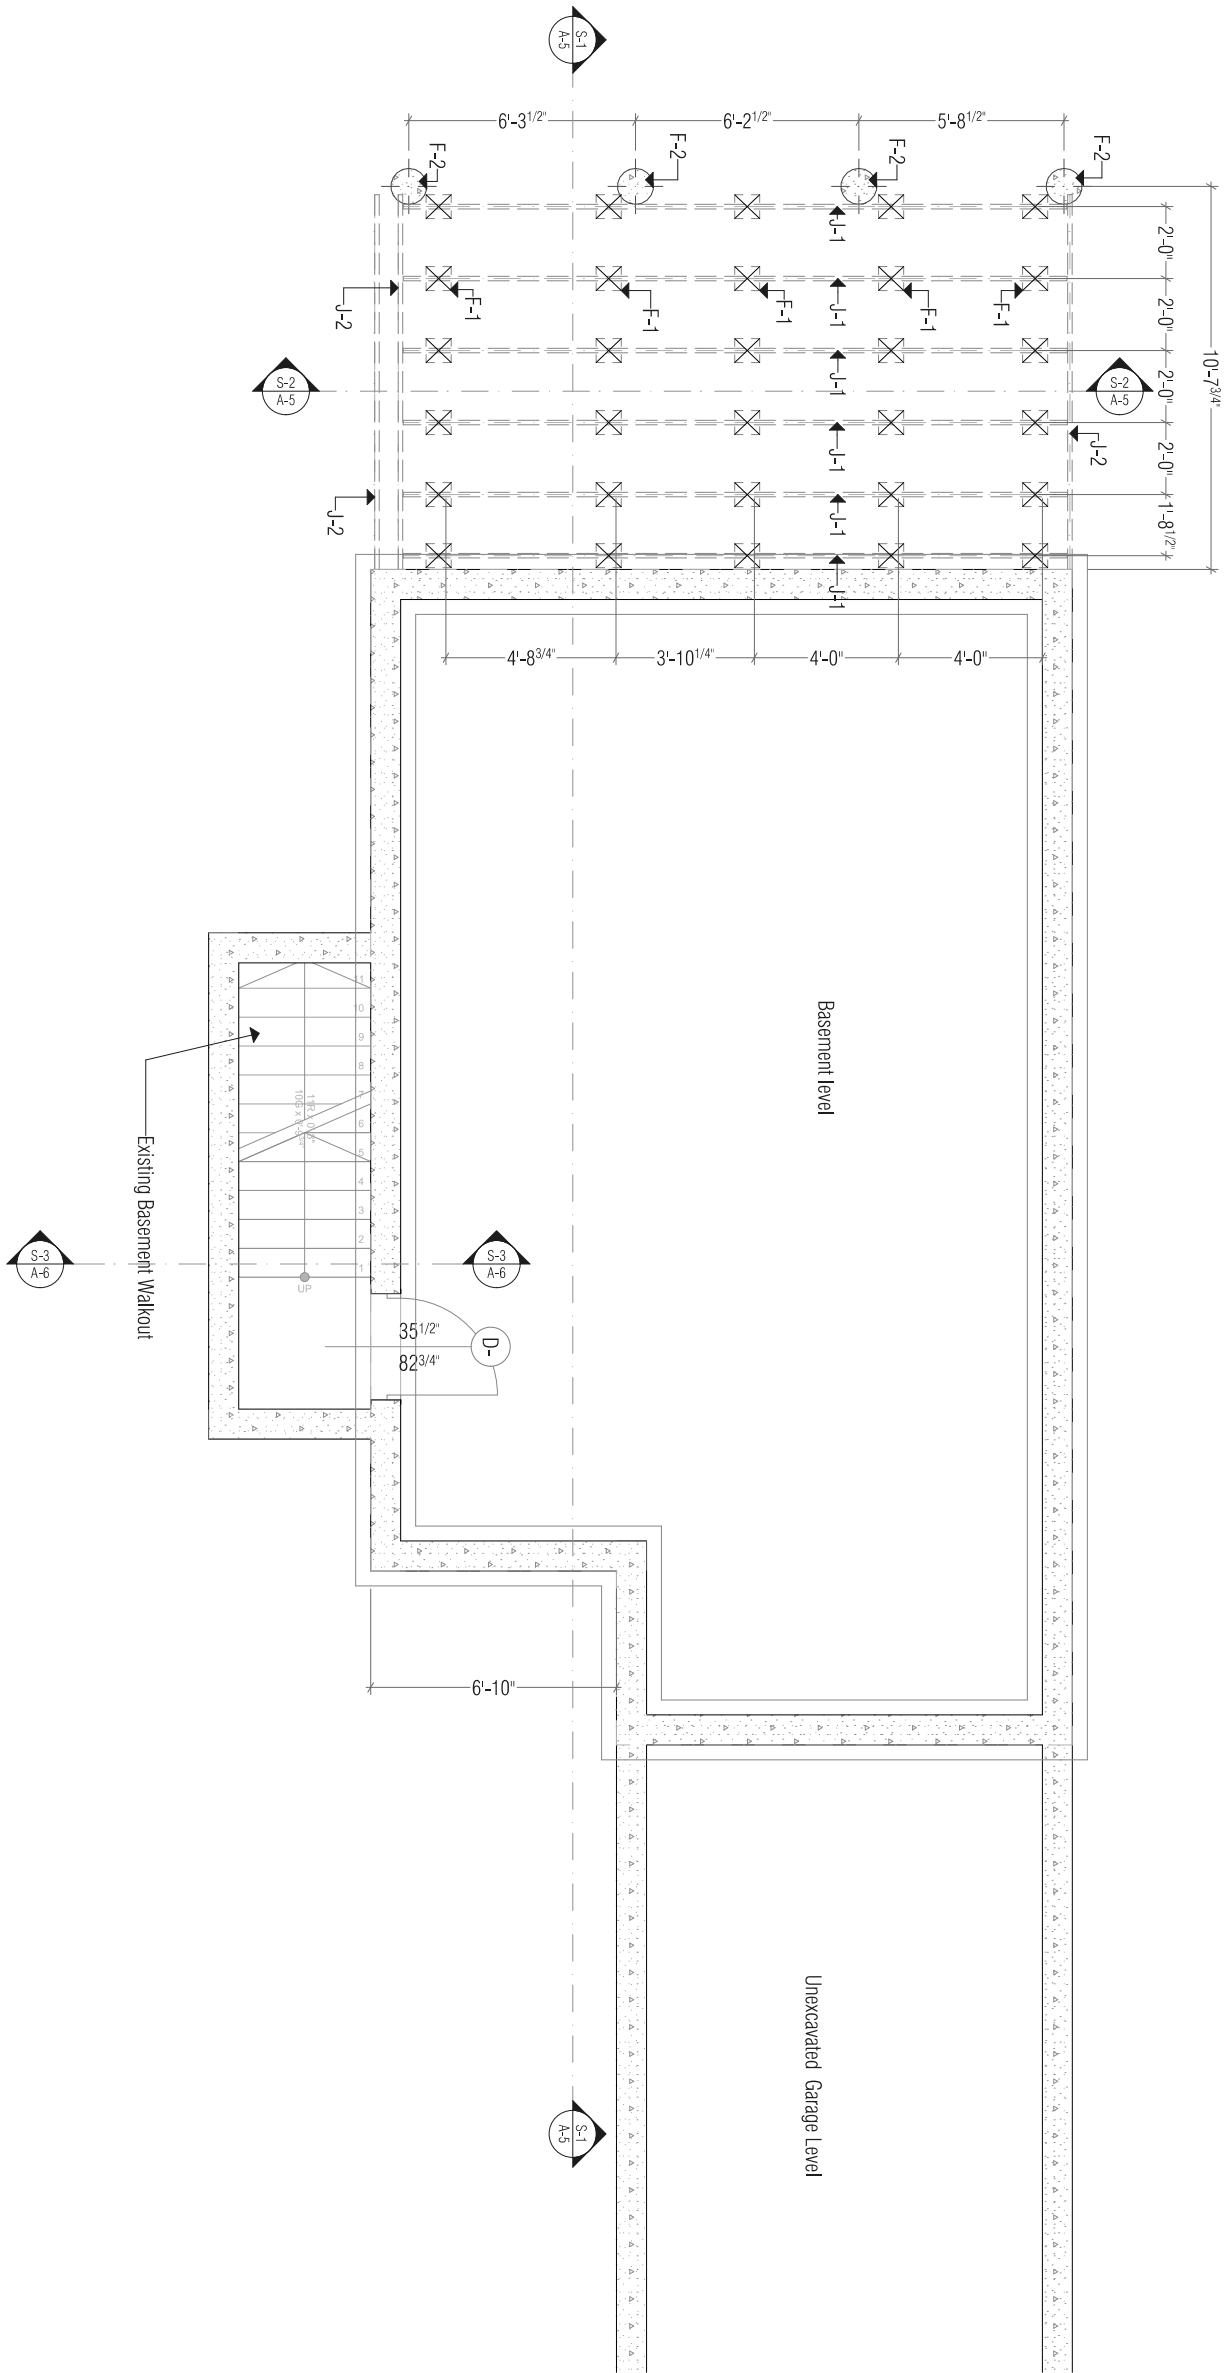 S-1
A-5
6'-3 1/2"
6'-2 1/2"
5'-8 1/2"
F-2
F-2
F-2
F-2
J-1
2'-0"
J-2
F-1
F-1
F-1
J-1
F-1
F-1
2'-0"
10'-7 3/4"
S-2
A-5
J-1
2'-0"
S-2
A-5
J-2
J-1
J-2
2'-0"
J-1
1'-8 1/2"
J-1
4'-8 3/4"
3'-10 1/4"
4'-0"
4'-0"
11
10
9
8
7
6
5
4
3
2
1
UP
Basement level
Existing Basement Walkout
S-3
A-6
S-3
A-6
35 1/2"
82 3/4"
D-
6'-10"
Unexcavated Garage Level
S-1
A-5